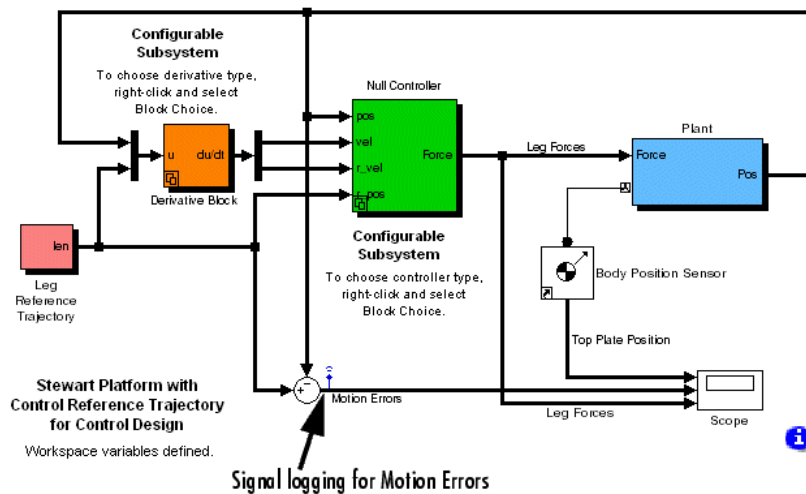 Configurable
Subsystem
To choose derivative type,
right-click and select
Block Choice.
Null Controller
pos
vel
r_vel
r_pos
Force
u
du/dt
Derivative Block
Leg Forces
Plant
Force
Pos
len
Leg
Reference
Trajectory
Configurable
Subsystem
To choose controller type,
right-click and select
Block Choice.
Body Position Sensor
Top Plate Position
Stewart Platform with
Control Reference Trajectory
for Control Design
Workspace variables defined.
+
−
Motion Errors
Leg Forces
Scope
i
Signal logging for Motion Errors